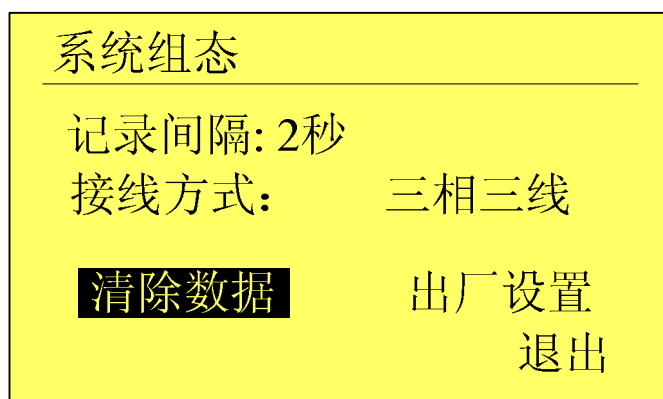 系统组态
记录间隔: 2秒
接线方式： 三相三线
清除数据 出厂设置
退出